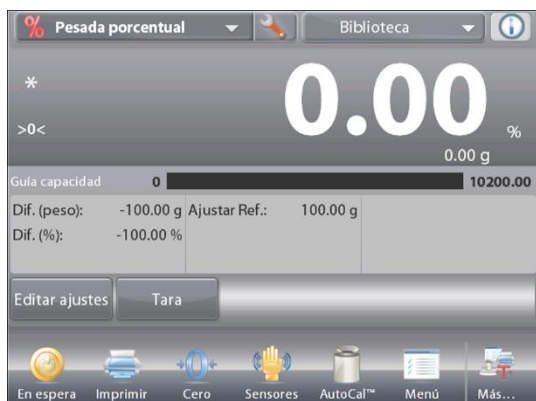 % Pesada porcentual Biblioteca
*
>0<
0.00 %
0.00 g
Guía capacidad 0 10200.00
Dif. (peso): -100.00 g Ajustar Ref.: 100.00 g
Dif. (%): -100.00 %
Editar ajustes Tara
En espera Imprimir Cero Sensores AutoCal™ Menú Más...